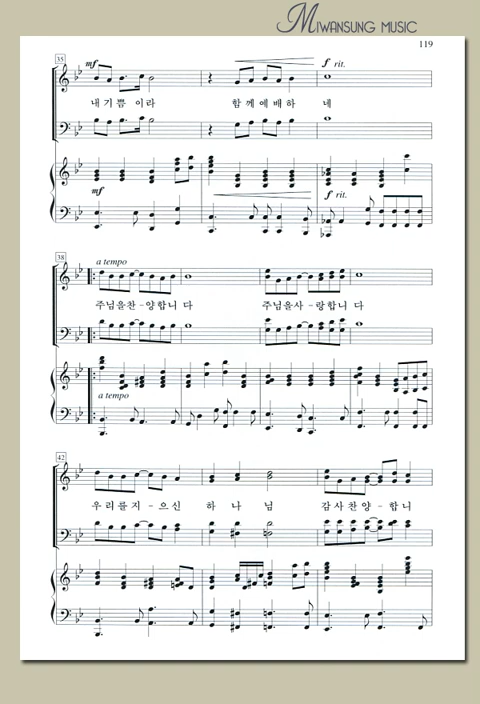 MIWANSUNG MUSIC
119
35
mf
f rit.
내 기 쁨 이 라 함 께 예 배 하 네
mf
f rit.
38
a tempo
주 님 을 찬 - 양 합 니 다 주 님 을 사 - 랑 합 니 다
a tempo
42
우 리 를 지 - 으 신 하 나 님 감 사 찬 양 - 합 니